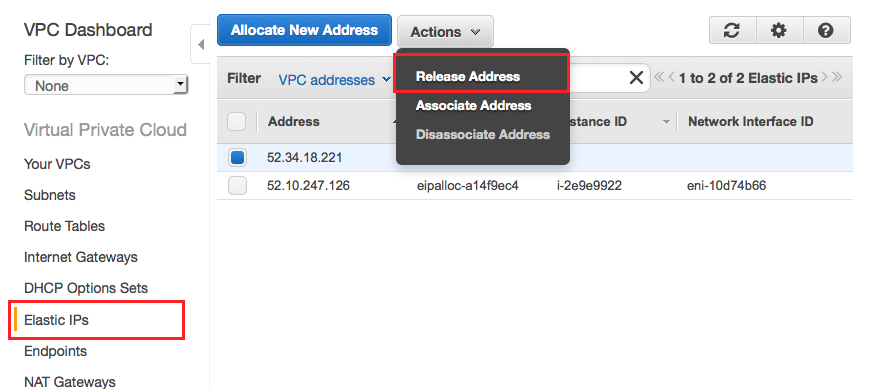 VPC Dashboard
Filter by VPC:
None
Virtual Private Cloud
Your VPCs
Subnets
Route Tables
Internet Gateways
DHCP Options Sets
Elastic IPs
Endpoints
NAT Gateways
Allocate New Address
Actions
Release Address
Associate Address
Disassociate Address
Filter
VPC addresses
1 to 2 of 2 Elastic IPs
Address
stance ID
Network Interface ID
52.34.18.221
52.10.247.126 eipalloc-a14f9ec4 i-2e9e9922 eni-10d74b66